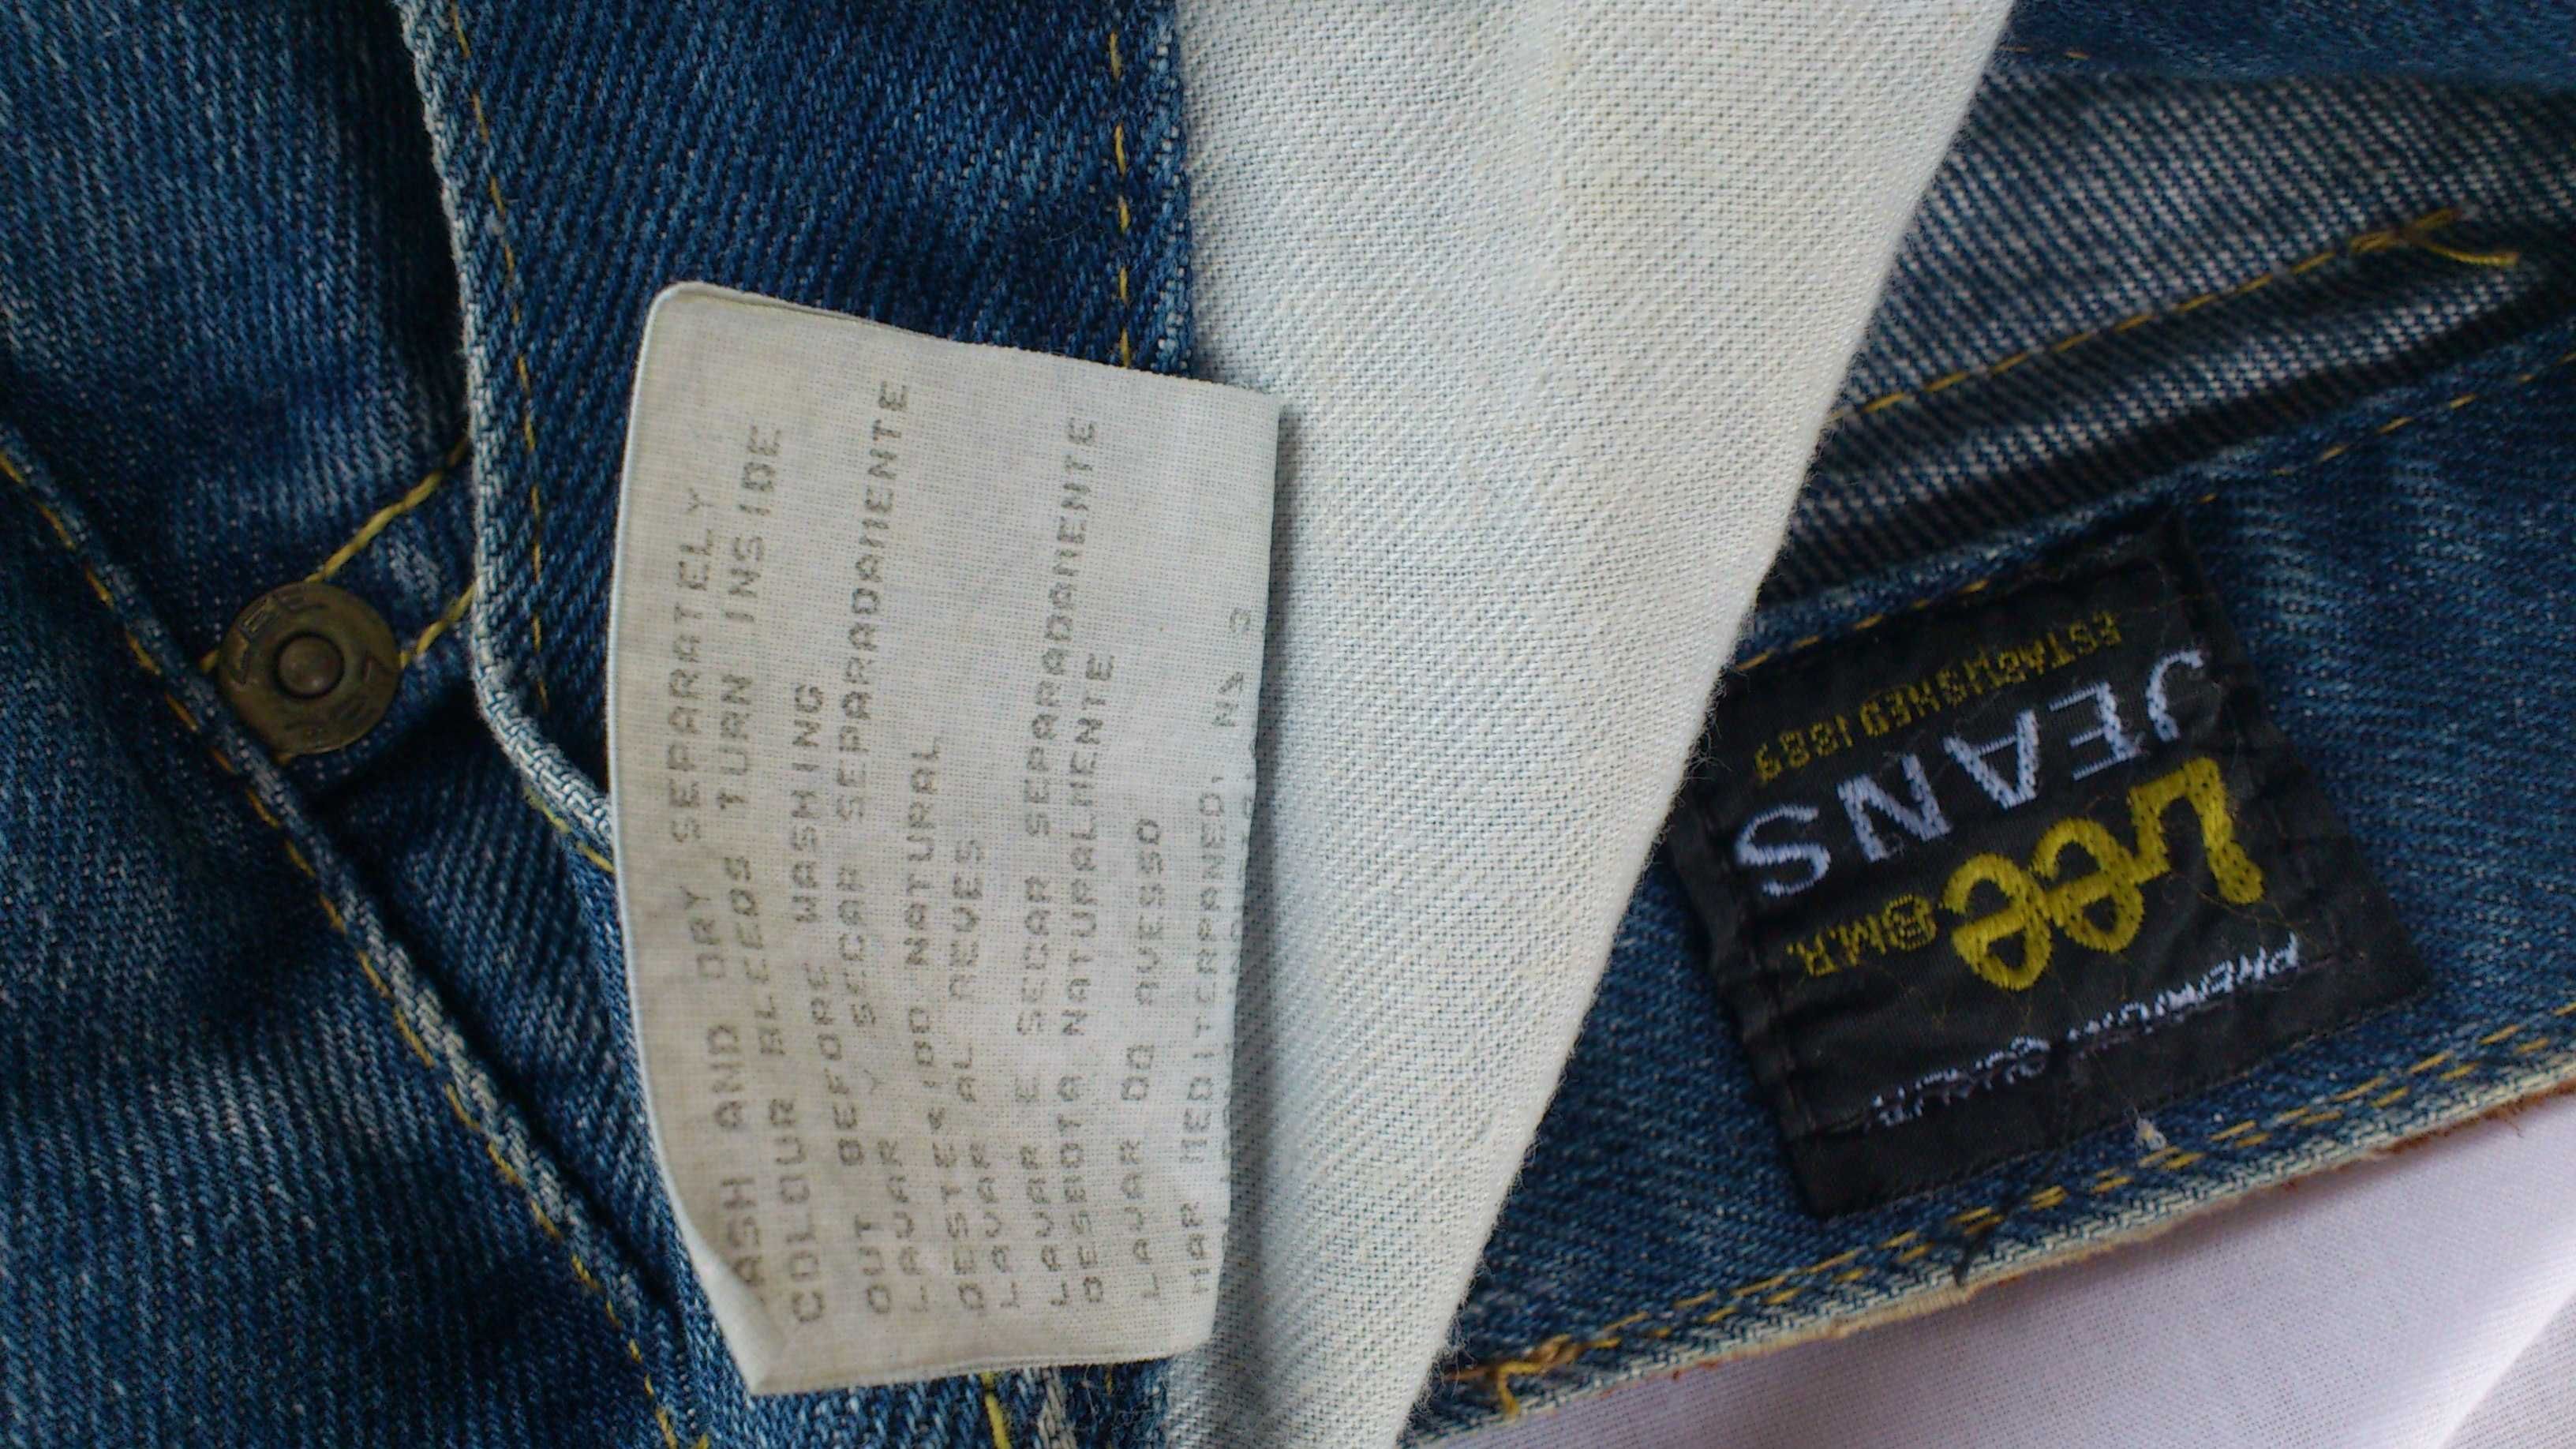 WASH AND DRY SEPARATELY
COLOUR BLEEDS TURN INSIDE
OUT BEFORE WASHING
LAVAR Y SECAR SEPARADAMENTE
DESTEÑIDO NATURAL
LAVAR AL REVES
LAVAR E SECAR SEPARADAMENTE
DESBOTA NATURALMENTE
LAVAR DO AVESSO
MAR MEDITERRANEO,
PREMIUM QUALITY
Lee ®M.R.
JEANS
ESTABLISHED 1889
LEE